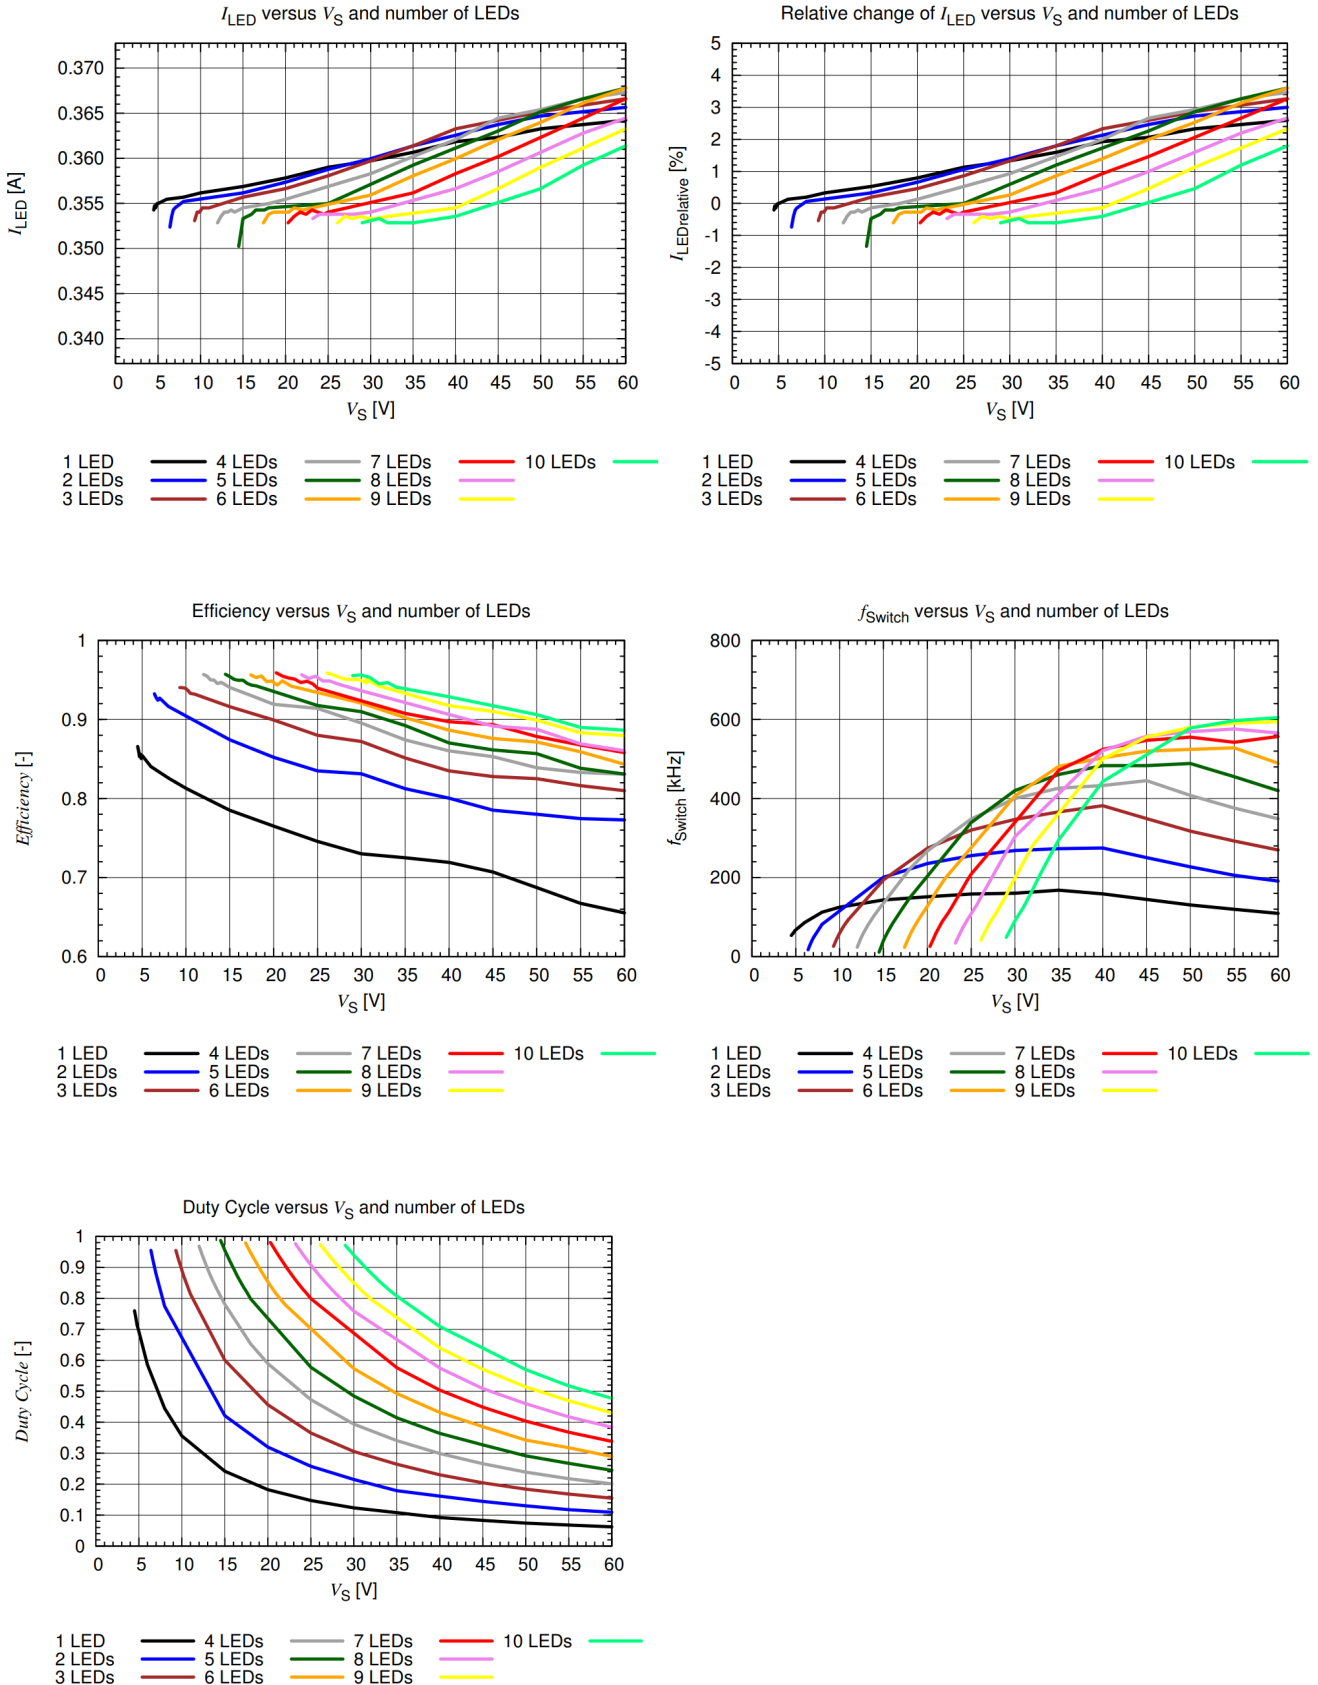 I_LED versus V_S and number of LEDs
I_LED [A]
0.370
0.365
0.360
0.355
0.350
0.345
0.340
0 5 10 15 20 25 30 35 40 45 50 55 60
V_S [V]
1 LED 4 LEDs 7 LEDs 10 LEDs
2 LEDs 5 LEDs 8 LEDs
3 LEDs 6 LEDs 9 LEDs
Relative change of I_LED versus V_S and number of LEDs
I_LEDrelative [%]
5
4
3
2
1
0
-1
-2
-3
-4
-5
0 5 10 15 20 25 30 35 40 45 50 55 60
V_S [V]
1 LED 4 LEDs 7 LEDs 10 LEDs
2 LEDs 5 LEDs 8 LEDs
3 LEDs 6 LEDs 9 LEDs
Efficiency versus V_S and number of LEDs
Efficiency [-]
1
0.9
0.8
0.7
0.6
0 5 10 15 20 25 30 35 40 45 50 55 60
V_S [V]
1 LED 4 LEDs 7 LEDs 10 LEDs
2 LEDs 5 LEDs 8 LEDs
3 LEDs 6 LEDs 9 LEDs
f_Switch versus V_S and number of LEDs
f_Switch [kHz]
800
600
400
200
0
0 5 10 15 20 25 30 35 40 45 50 55 60
V_S [V]
1 LED 4 LEDs 7 LEDs 10 LEDs
2 LEDs 5 LEDs 8 LEDs
3 LEDs 6 LEDs 9 LEDs
Duty Cycle versus V_S and number of LEDs
Duty Cycle [-]
1
0.9
0.8
0.7
0.6
0.5
0.4
0.3
0.2
0.1
0
0 5 10 15 20 25 30 35 40 45 50 55 60
V_S [V]
1 LED 4 LEDs 7 LEDs 10 LEDs
2 LEDs 5 LEDs 8 LEDs
3 LEDs 6 LEDs 9 LEDs